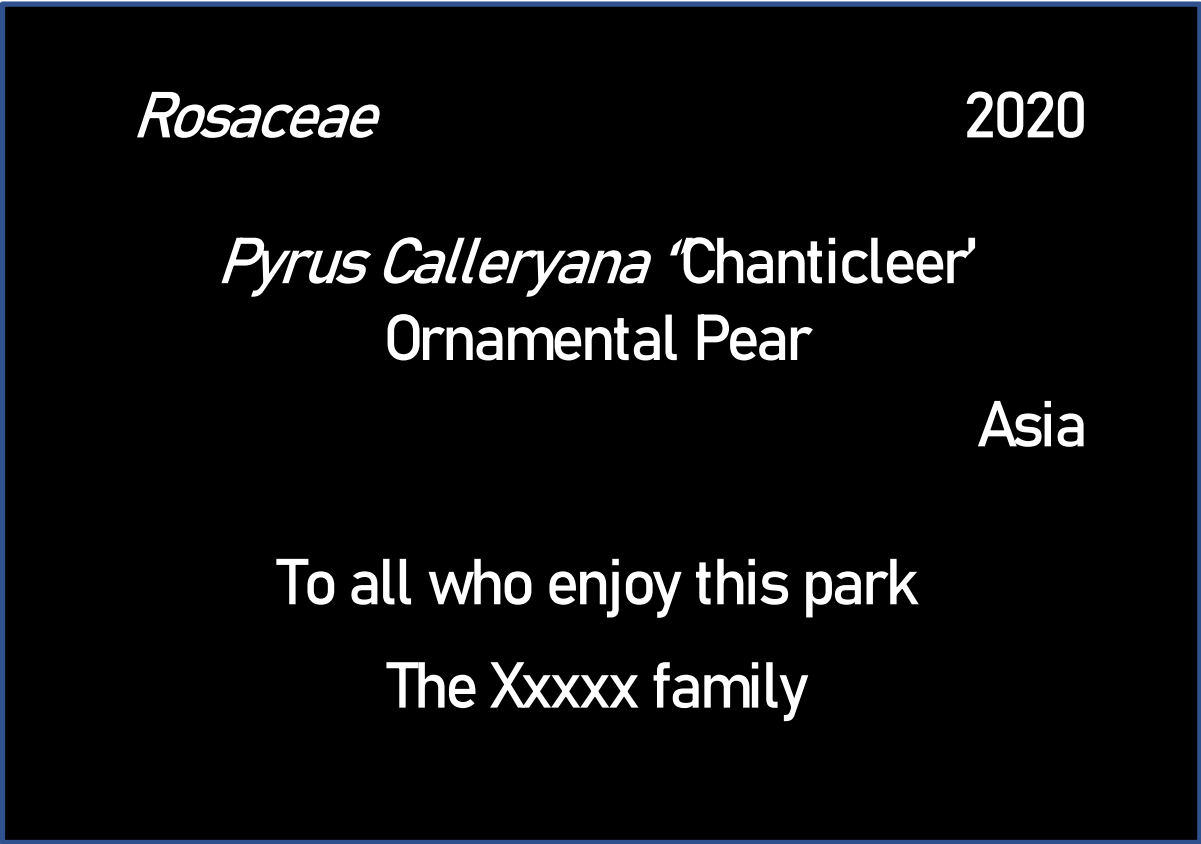 Rosaceae 2020
Pyrus Calleryana ‘’Chanticleer’
Ornamental Pear
Asia
To all who enjoy this park
The Xxxxx family